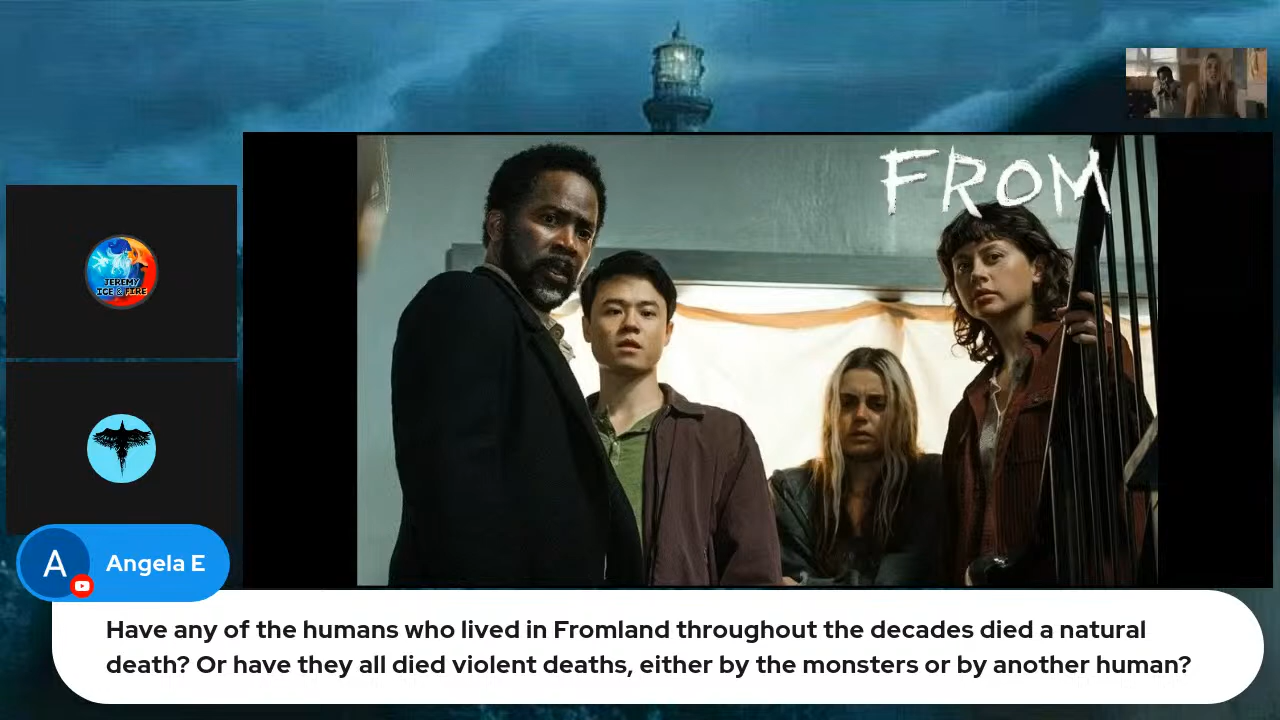 FROM
JEREMY
ICE & FIRE
A
Angela E
Have any of the humans who lived in Fromland throughout the decades died a natural
death? Or have they all died violent deaths, either by the monsters or by another human?